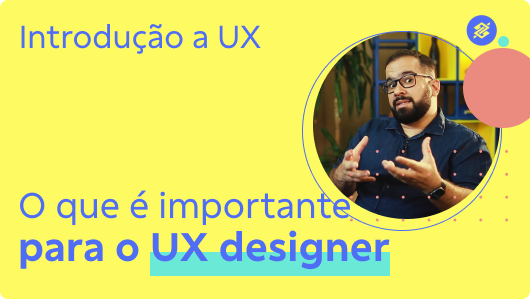 Introdução a UX
O que é importante
para o UX designer